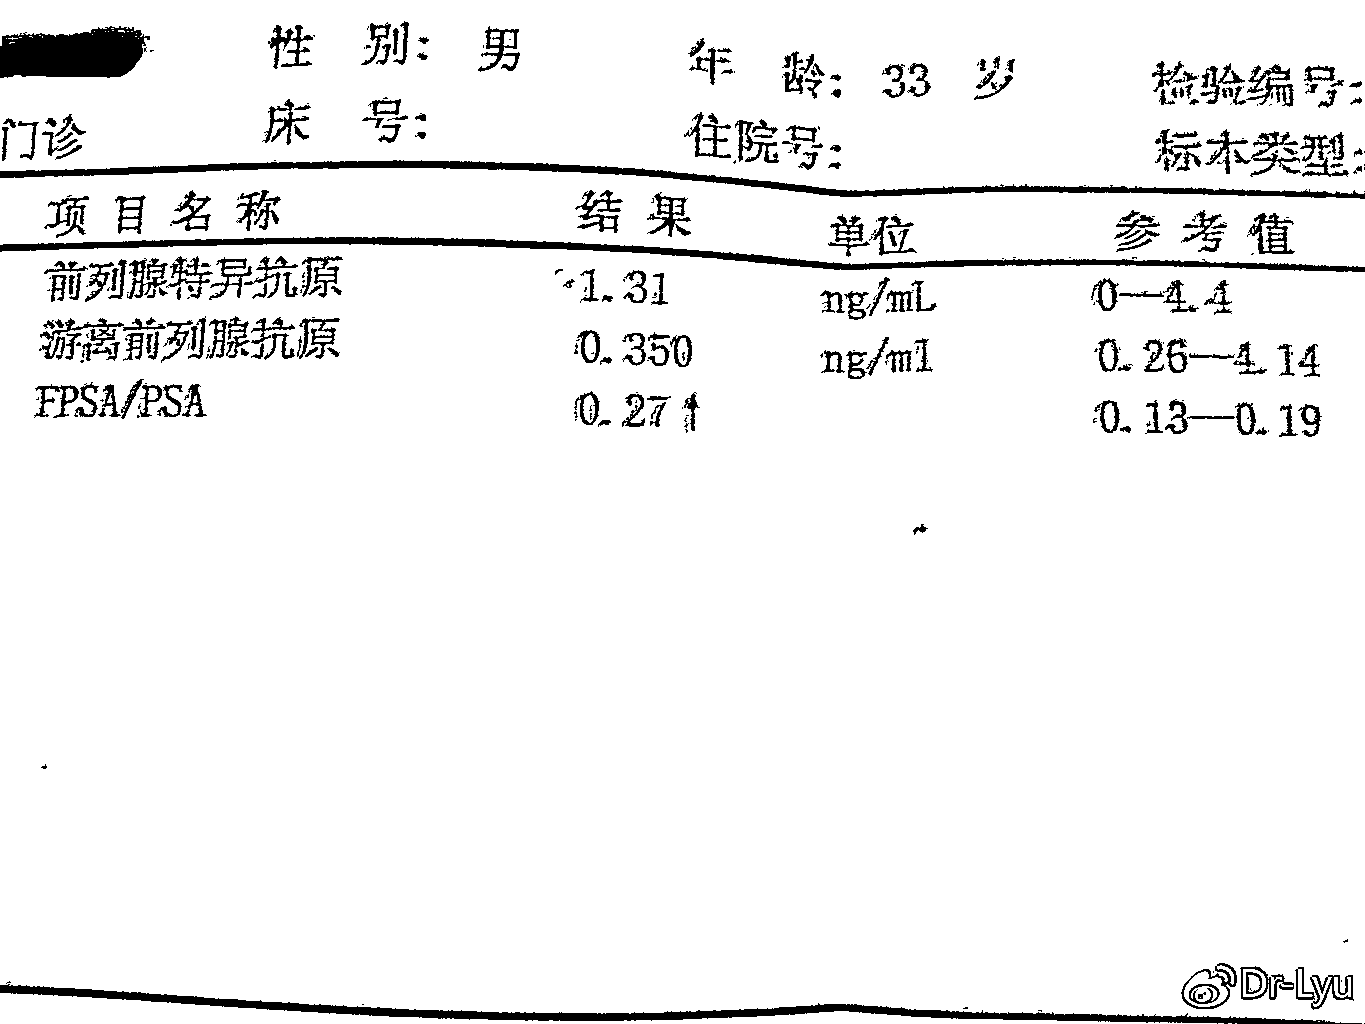 性 别: 男 年 龄: 33 岁 检验编号:
门诊 床 号: 住院号: 标本类型:
项目名称 结果 单位 参考值
前列腺特异抗原 1.31 ng/mL 0—4.4
游离前列腺抗原 0.350 ng/ml 0.26—4.14
FPSA/PSA 0.27↑ 0.13—0.19
Dr-Lyu